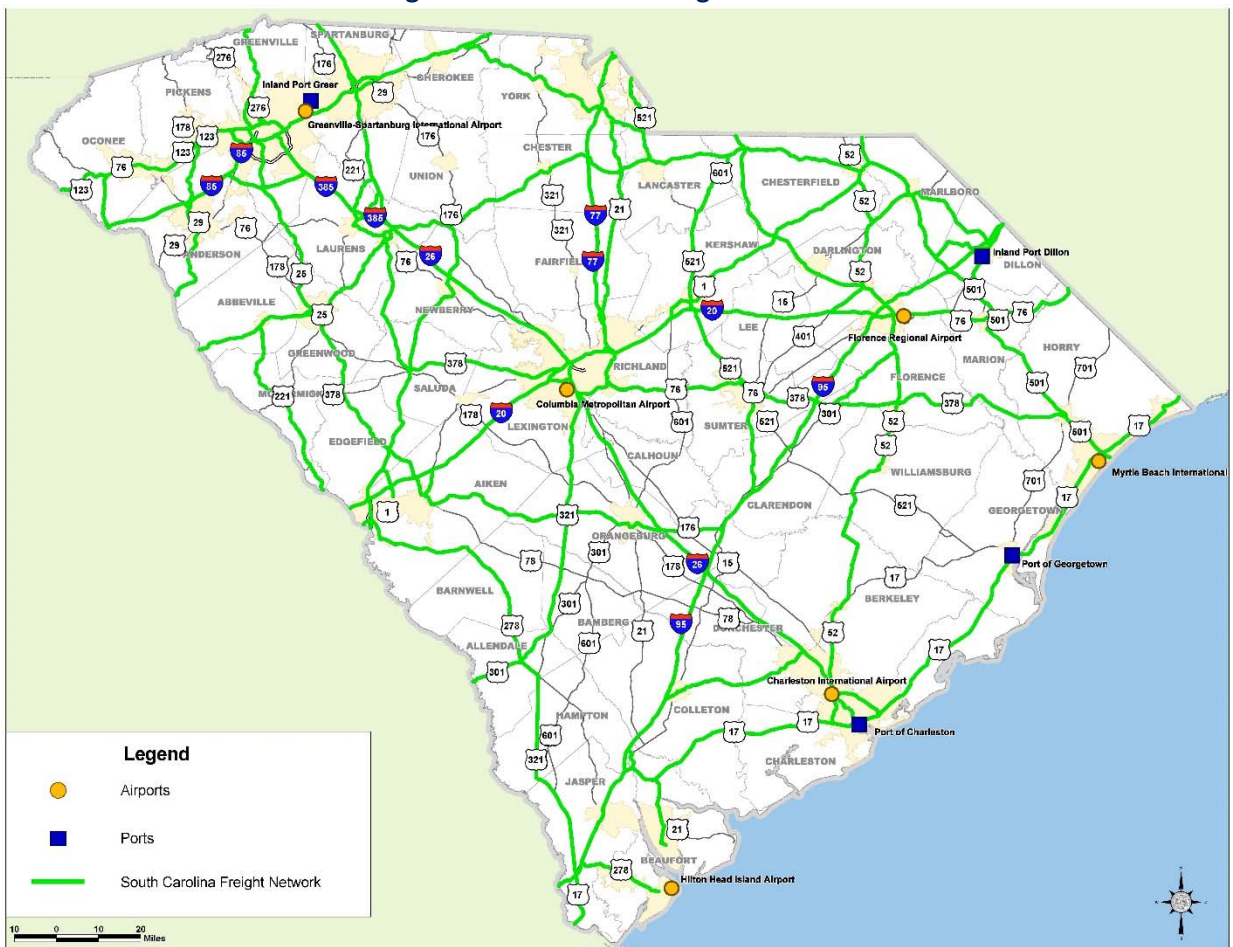 GREENVILLE
SPARTANBURG
276
176
CHEROKEE
Inland Port Greer
29
PICKENS
YORK
276
521
Greenville-Spartanburg International Airport
178
123
176
OCONEE
CHESTER
52
123
85
76
221
601
CHESTERFIELD
UNION
LANCASTER
123
85
385
MARLBORO
321
52
176
77
21
385
29
76
321
LAURENS
KERSHAW
DARLINGTON
29
ANDERSON
76
26
77
521
Inland Port Dillon
178
25
FAIRFIELD
52
DILLON
1
501
ABBEVILLE
15
NEWBERRY
20
76
25
76
501
LEE
401
Florence Regional Airport
GREENWOOD
HORRY
378
RICHLAND
521
MARION
701
SALUDA
95
FLORENCE
501
221
378
76
76
378
Columbia Metropolitan Airport
378
178
20
301
LEXINGTON
601
SUMTER
521
52
17
501
EDGEFIELD
52
CALHOUN
Myrtle Beach International
WILLIAMSBURG
AIKEN
701
17
CLARENDON
521
1
321
GEORGETOWN
176
ORANGEBURG
301
78
178
26
15
Port of Georgetown
17
BARNWELL
BERKELEY
301
278
BAMBERG
95
78
DORCHESTER
21
52
ALLENDALE
601
17
301
Charleston International Airport
HAMPTON
COLLETON
17
601
17
Port of Charleston
321
CHARLESTON
JASPER
21
BEAUFORT
278
Hilton Head Island Airport
17
Legend
Airports
Ports
South Carolina Freight Network
10 0 10 20
Miles